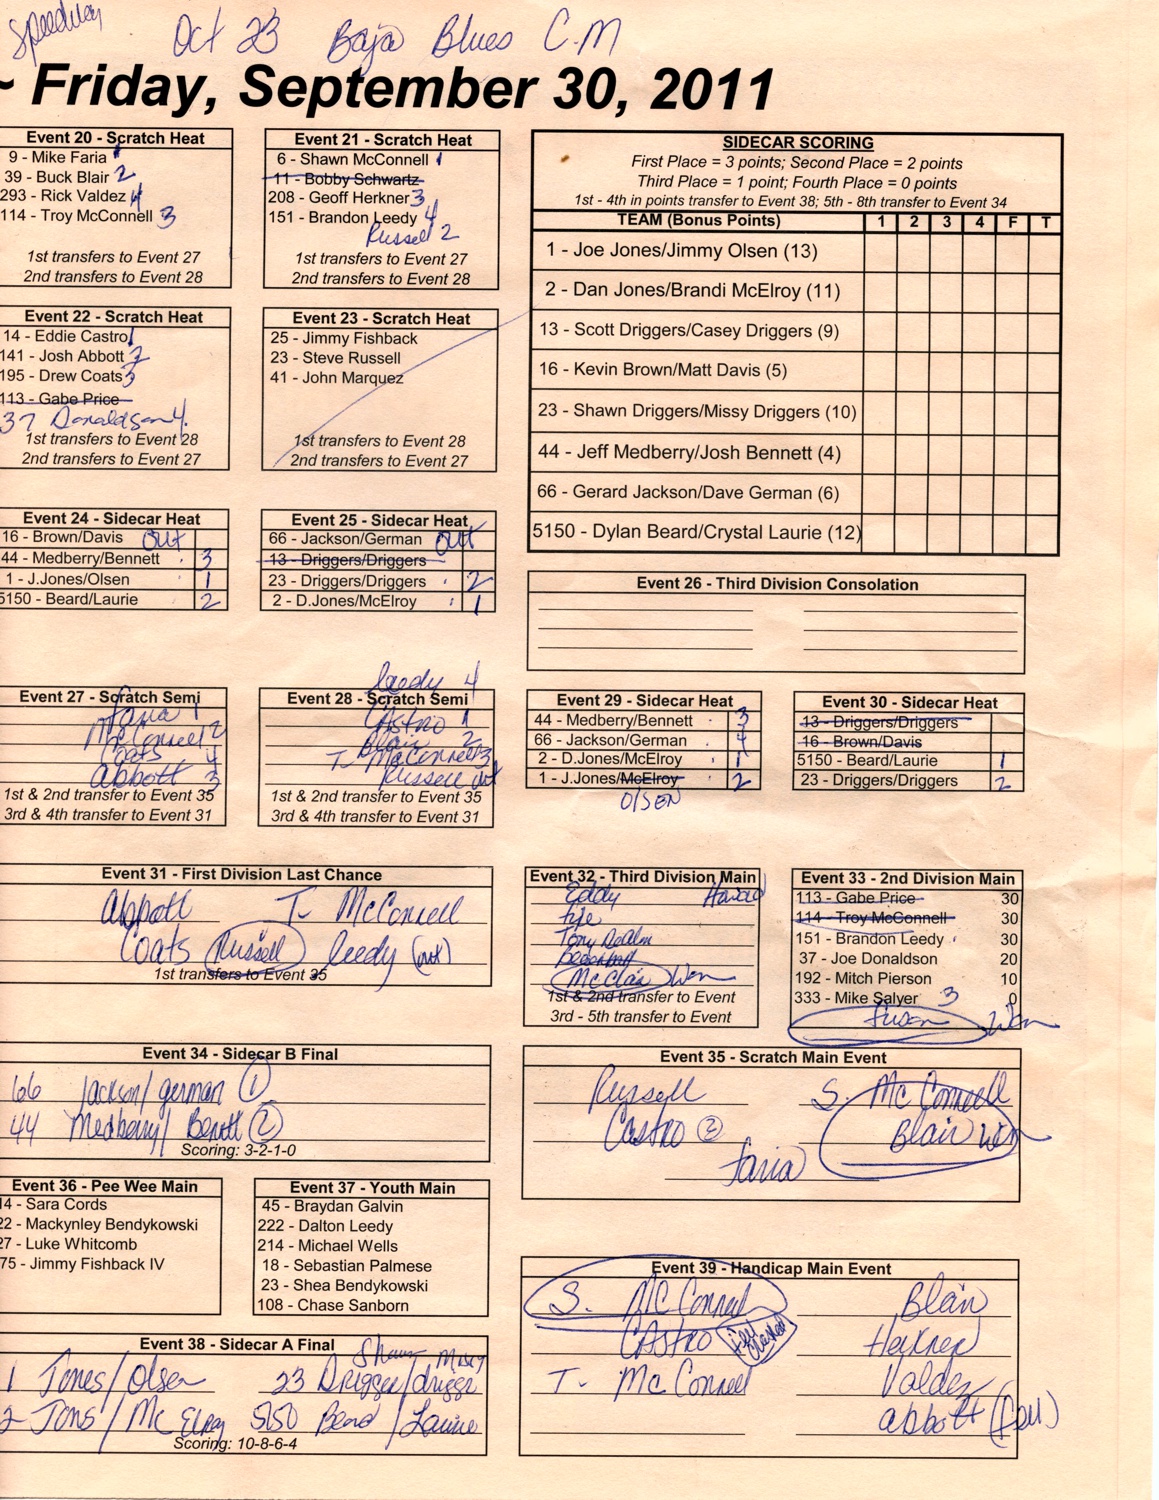 Speedway
Oct 23 Baja Blues C.M
~ Friday, September 30, 2011
Event 20 - Scratch Heat
9 - Mike Faria 1
39 - Buck Blair 2
293 - Rick Valdez 4
114 - Troy McConnell 3
1st transfers to Event 27
2nd transfers to Event 28
Event 21 - Scratch Heat
6 - Shawn McConnell 1
11 - Bobby Schwartz
208 - Geoff Herkner 3
151 - Brandon Leedy 4
Russell 2
1st transfers to Event 27
2nd transfers to Event 28
SIDECAR SCORING
First Place = 3 points; Second Place = 2 points
Third Place = 1 point; Fourth Place = 0 points
1st - 4th in points transfer to Event 38; 5th - 8th transfer to Event 34
TEAM (Bonus Points) 1 2 3 4 F T
1 - Joe Jones/Jimmy Olsen (13)
2 - Dan Jones/Brandi McElroy (11)
13 - Scott Driggers/Casey Driggers (9)
16 - Kevin Brown/Matt Davis (5)
23 - Shawn Driggers/Missy Driggers (10)
44 - Jeff Medberry/Josh Bennett (4)
66 - Gerard Jackson/Dave German (6)
5150 - Dylan Beard/Crystal Laurie (12)
Event 22 - Scratch Heat
14 - Eddie Castro 1
141 - Josh Abbott 2
195 - Drew Coats 3
113 - Gabe Price
37 Donaldson 4.
1st transfers to Event 28
2nd transfers to Event 27
Event 23 - Scratch Heat
25 - Jimmy Fishback
23 - Steve Russell
41 - John Marquez
1st transfers to Event 28
2nd transfers to Event 27
Event 24 - Sidecar Heat
16 - Brown/Davis Out
44 - Medberry/Bennett 3
1 - J.Jones/Olsen 1
5150 - Beard/Laurie 2
Event 25 - Sidecar Heat
66 - Jackson/German Out
13 - Driggers/Driggers
23 - Driggers/Driggers 2
2 - D.Jones/McElroy 1
Event 26 - Third Division Consolation
Event 27 - Scratch Semi
Faria 1
McConnell 2
Coats 4
Abbott 3
1st & 2nd transfer to Event 35
3rd & 4th transfer to Event 31
Leedy 4
Event 28 - Scratch Semi
Castro 1
Blair 2
T. McConnell 3
Russell out
1st & 2nd transfer to Event 35
3rd & 4th transfer to Event 31
Event 29 - Sidecar Heat
44 - Medberry/Bennett 3
66 - Jackson/German 4
2 - D.Jones/McElroy 1
1 - J.Jones/McElroy 2
OlSEN
Event 30 - Sidecar Heat
13 - Driggers/Driggers
16 - Brown/Davis
5150 - Beard/Laurie 1
23 - Driggers/Driggers 2
Event 31 - First Division Last Chance
Abbott T. McConnell
Coats Russell Leedy (out)
1st transfers to Event 35
Event 32 - Third Division Main
Eddy
Fife
McClain Won
1st & 2nd transfer to Event
3rd - 5th transfer to Event
Event 33 - 2nd Division Main
113 - Gabe Price 30
114 - Troy McConnell 30
151 - Brandon Leedy 30
37 - Joe Donaldson 20
192 - Mitch Pierson 10
333 - Mike Salyer 3 0
Won
Event 34 - Sidecar B Final
66 Jackson/german 1
44 Medberry/ Benett 2
Scoring: 3-2-1-0
Event 35 - Scratch Main Event
Russell S. McConnell
Castro 2 Blair Won
Faria
Event 36 - Pee Wee Main
14 - Sara Cords
22 - Mackynley Bendykowski
27 - Luke Whitcomb
75 - Jimmy Fishback IV
Event 37 - Youth Main
45 - Braydan Galvin
222 - Dalton Leedy
214 - Michael Wells
18 - Sebastian Palmese
23 - Shea Bendykowski
108 - Chase Sanborn
Event 38 - Sidecar A Final
Shawn Missy
1 Jones/Olsen 23 Drigger/driggr
2 Jons/McElroy 5150 Beard/Laurie
Scoring: 10-8-6-4
Event 39 - Handicap Main Event
S. McConnell Blair
Castro Herkner
T. McConnell Valdez
Abbott (fell)